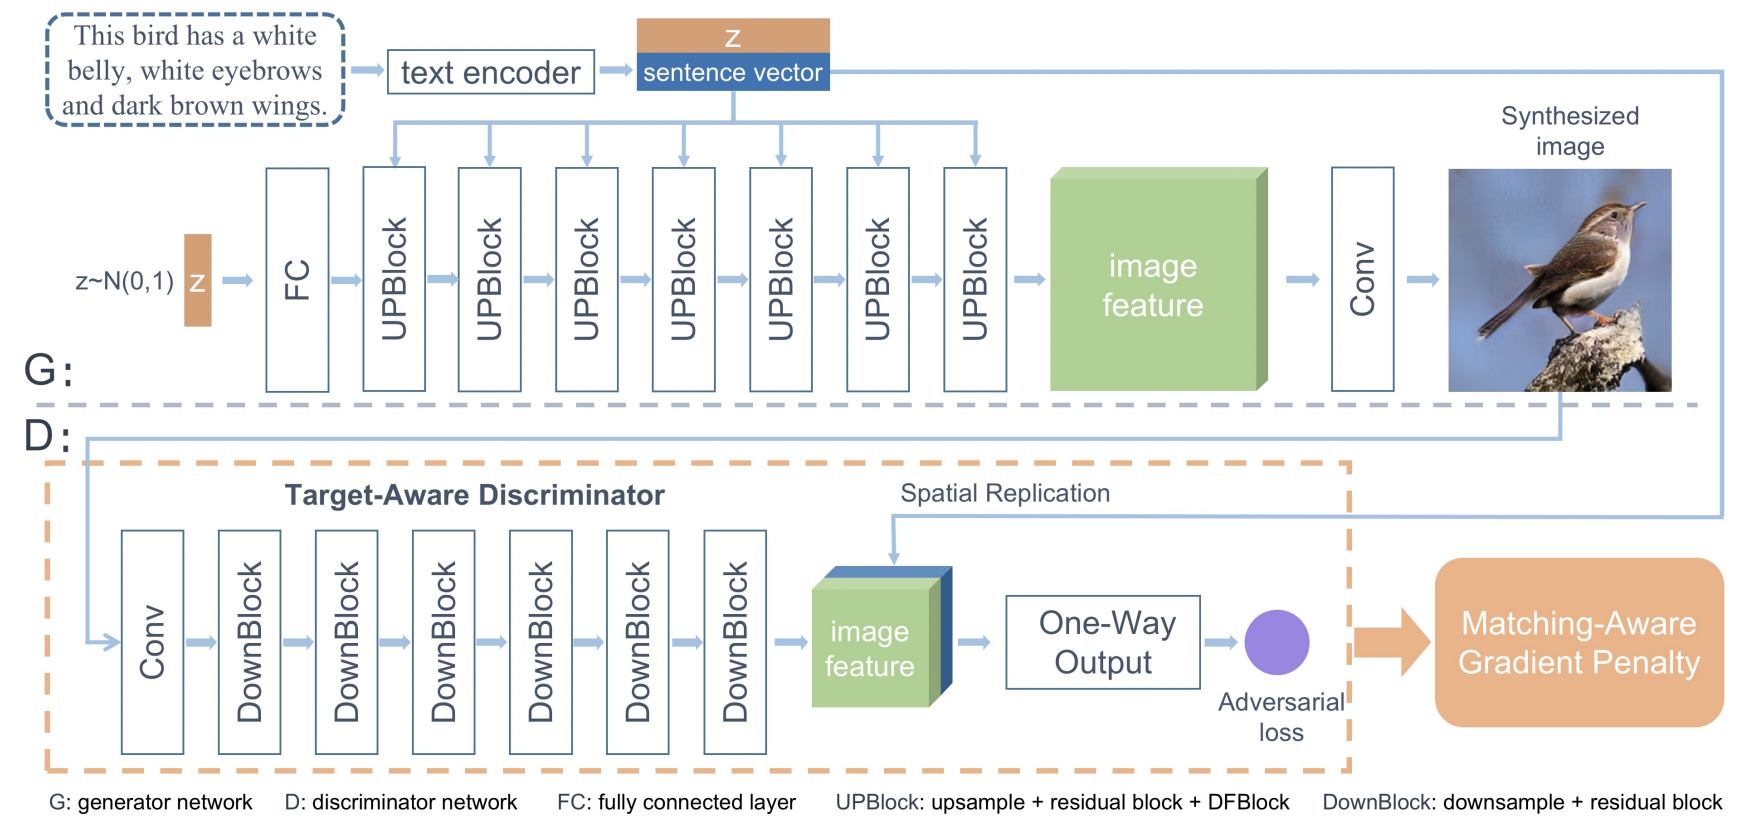 This bird has a white
belly, white eyebrows
and dark brown wings.
text encoder
z
sentence vector
Synthesized
image
z~N(0,1)
z
FC
UPBlock
UPBlock
UPBlock
UPBlock
UPBlock
UPBlock
UPBlock
image
feature
Conv
G:
D:
Target-Aware Discriminator
Spatial Replication
Conv
DownBlock
DownBlock
DownBlock
DownBlock
DownBlock
DownBlock
image
feature
One-Way
Output
Adversarial
loss
Matching-Aware
Gradient Penalty
G: generator network D: discriminator network FC: fully connected layer UPBlock: upsample + residual block + DFBlock DownBlock: downsample + residual block